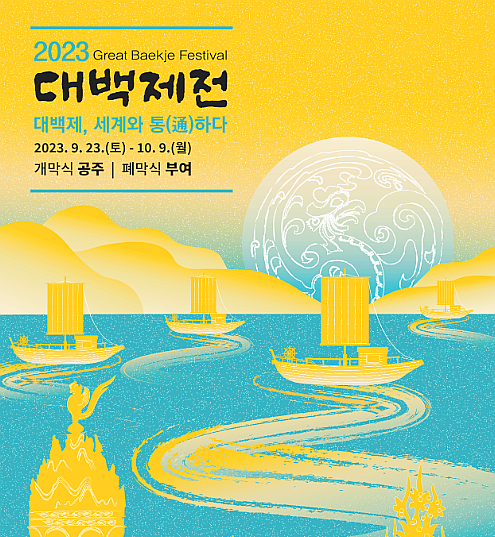 2023 Great Baekje Festival
대백제전
대백제, 세계와 통(通)하다
2023. 9. 23.(토) - 10. 9.(월)
개막식 공주 | 폐막식 부여